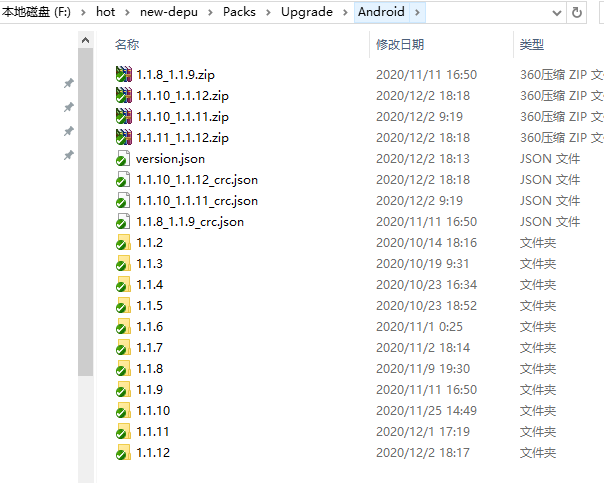 本地磁盘 (F:) > hot > new-depu > Packs > Upgrade > Android >
名称 修改日期 类型
1.1.8_1.1.9.zip 2020/11/11 16:50 360压缩 ZIP 文
1.1.10_1.1.12.zip 2020/12/2 18:18 360压缩 ZIP 文
1.1.10_1.1.11.zip 2020/12/2 9:19 360压缩 ZIP 文
1.1.11_1.1.12.zip 2020/12/2 18:18 360压缩 ZIP 文
version.json 2020/12/2 18:13 JSON 文件
1.1.10_1.1.12_crc.json 2020/12/2 18:18 JSON 文件
1.1.10_1.1.11_crc.json 2020/12/2 9:19 JSON 文件
1.1.8_1.1.9_crc.json 2020/11/11 16:50 JSON 文件
1.1.2 2020/10/14 18:16 文件夹
1.1.3 2020/10/19 9:31 文件夹
1.1.4 2020/10/23 16:34 文件夹
1.1.5 2020/10/23 18:52 文件夹
1.1.6 2020/11/1 0:25 文件夹
1.1.7 2020/11/2 18:14 文件夹
1.1.8 2020/11/9 19:30 文件夹
1.1.9 2020/11/11 16:50 文件夹
1.1.10 2020/11/25 14:49 文件夹
1.1.11 2020/12/1 17:19 文件夹
1.1.12 2020/12/2 18:17 文件夹